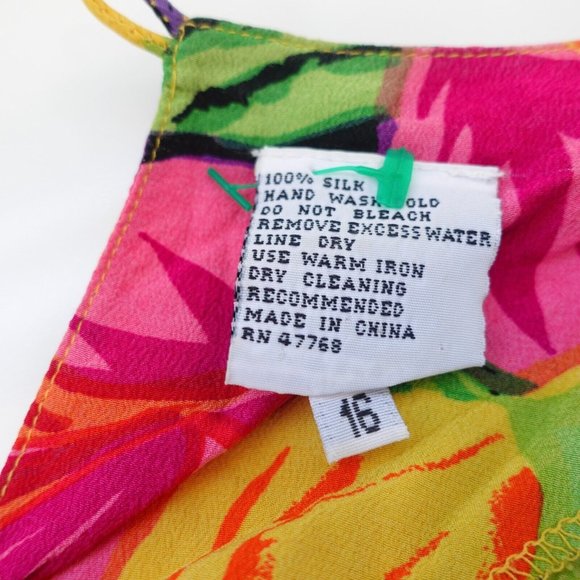 100% SILK
HAND WASH COLD
DO NOT BLEACH
REMOVE EXCESS WATER
LINE DRY
USE WARM IRON
DRY CLEANING
RECOMMENDED
MADE IN CHINA
RN 47768
16